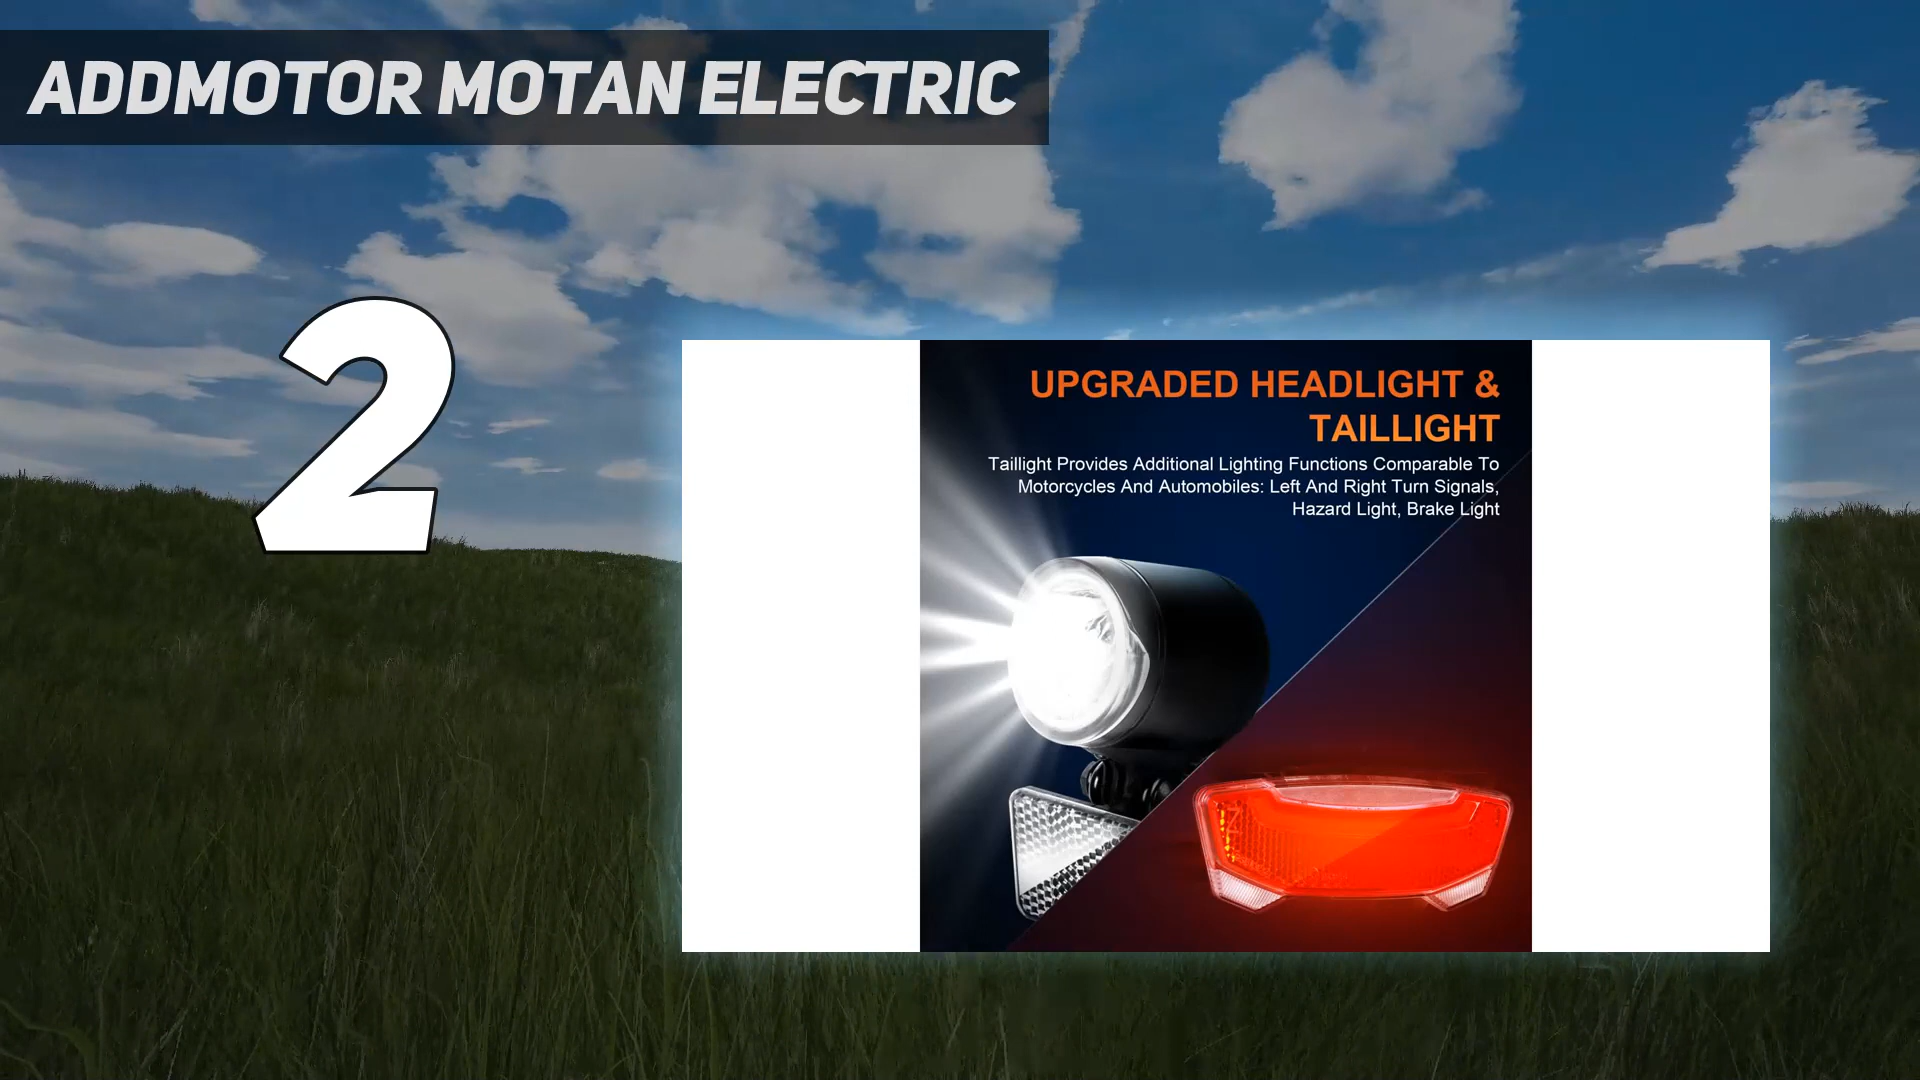 ADDMOTOR MOTAN ELECTRIC
2
UPGRADED HEADLIGHT &
TAILLIGHT
Taillight Provides Additional Lighting Functions Comparable To
Motorcycles And Automobiles: Left And Right Turn Signals,
Hazard Light, Brake Light